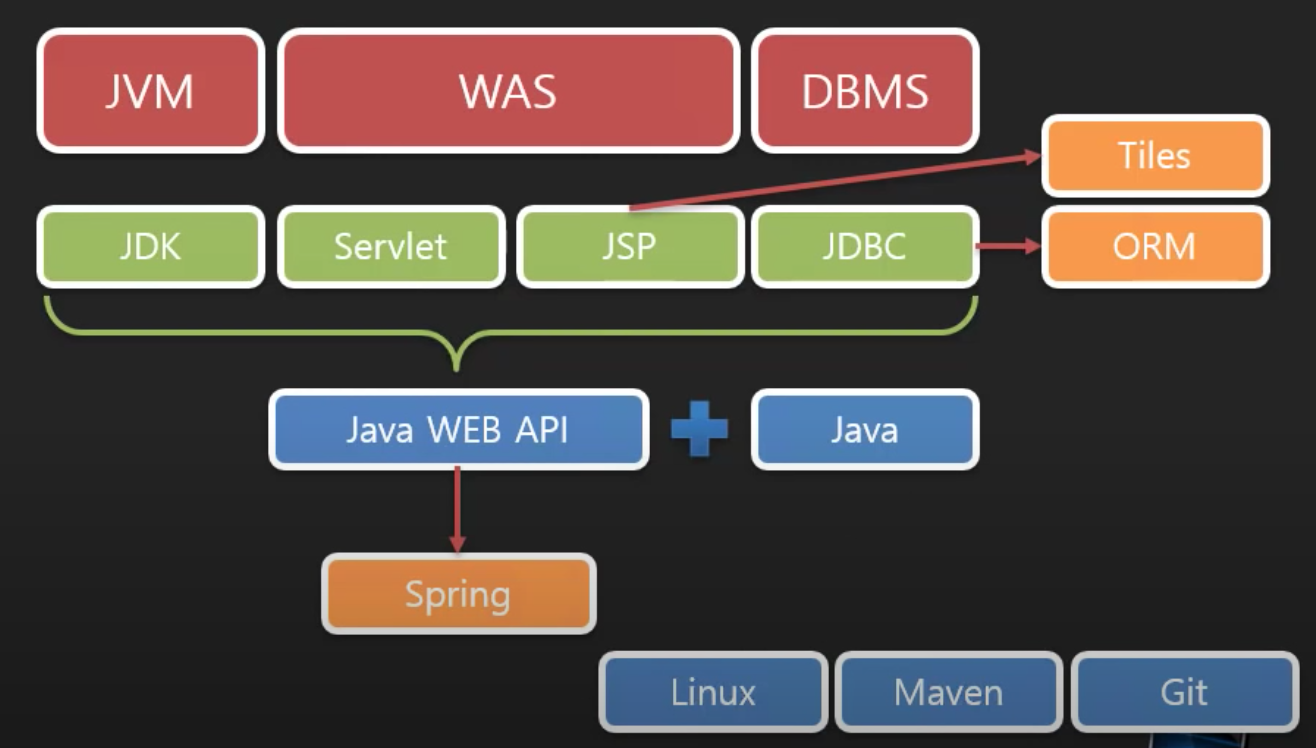 JVM
WAS
DBMS
Tiles
JDK
Servlet
JSP
JDBC
ORM
Java WEB API
Java
Spring
Linux
Maven
Git